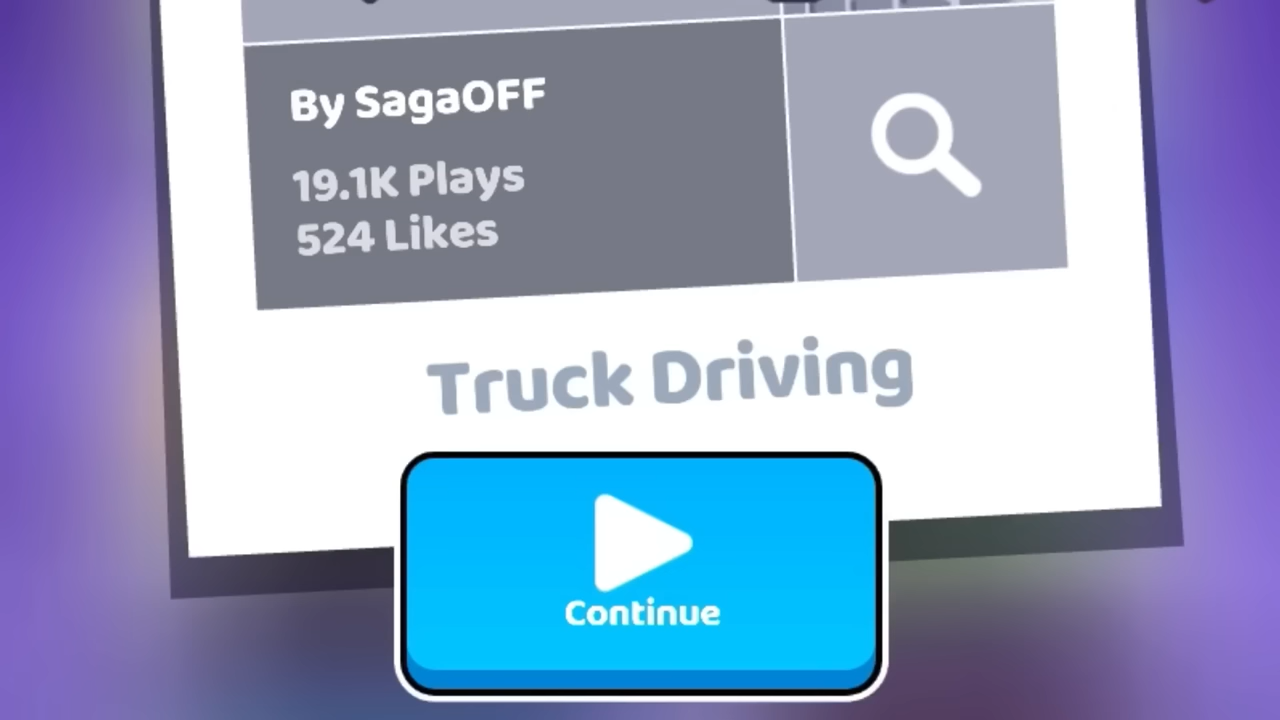 By SagaOFF
19.1K Plays
524 Likes
Truck Driving
Continue